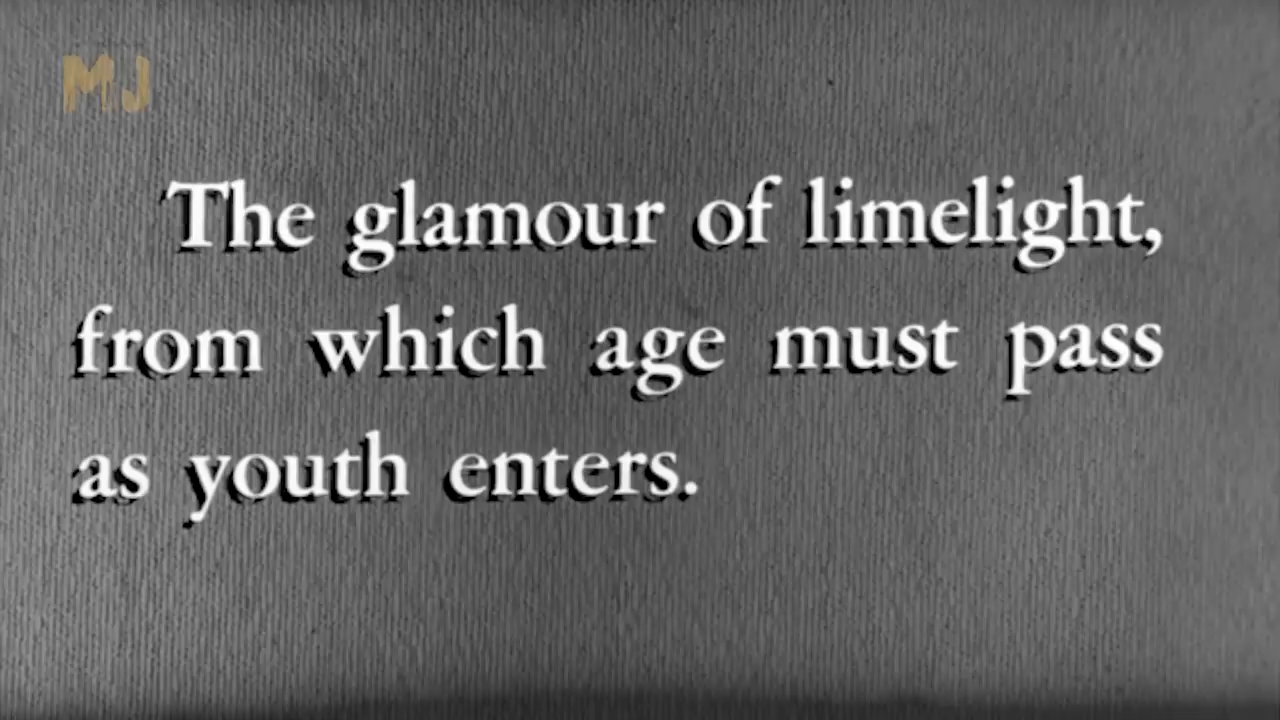 MJ
The glamour of limelight,
from which age must pass
as youth enters.